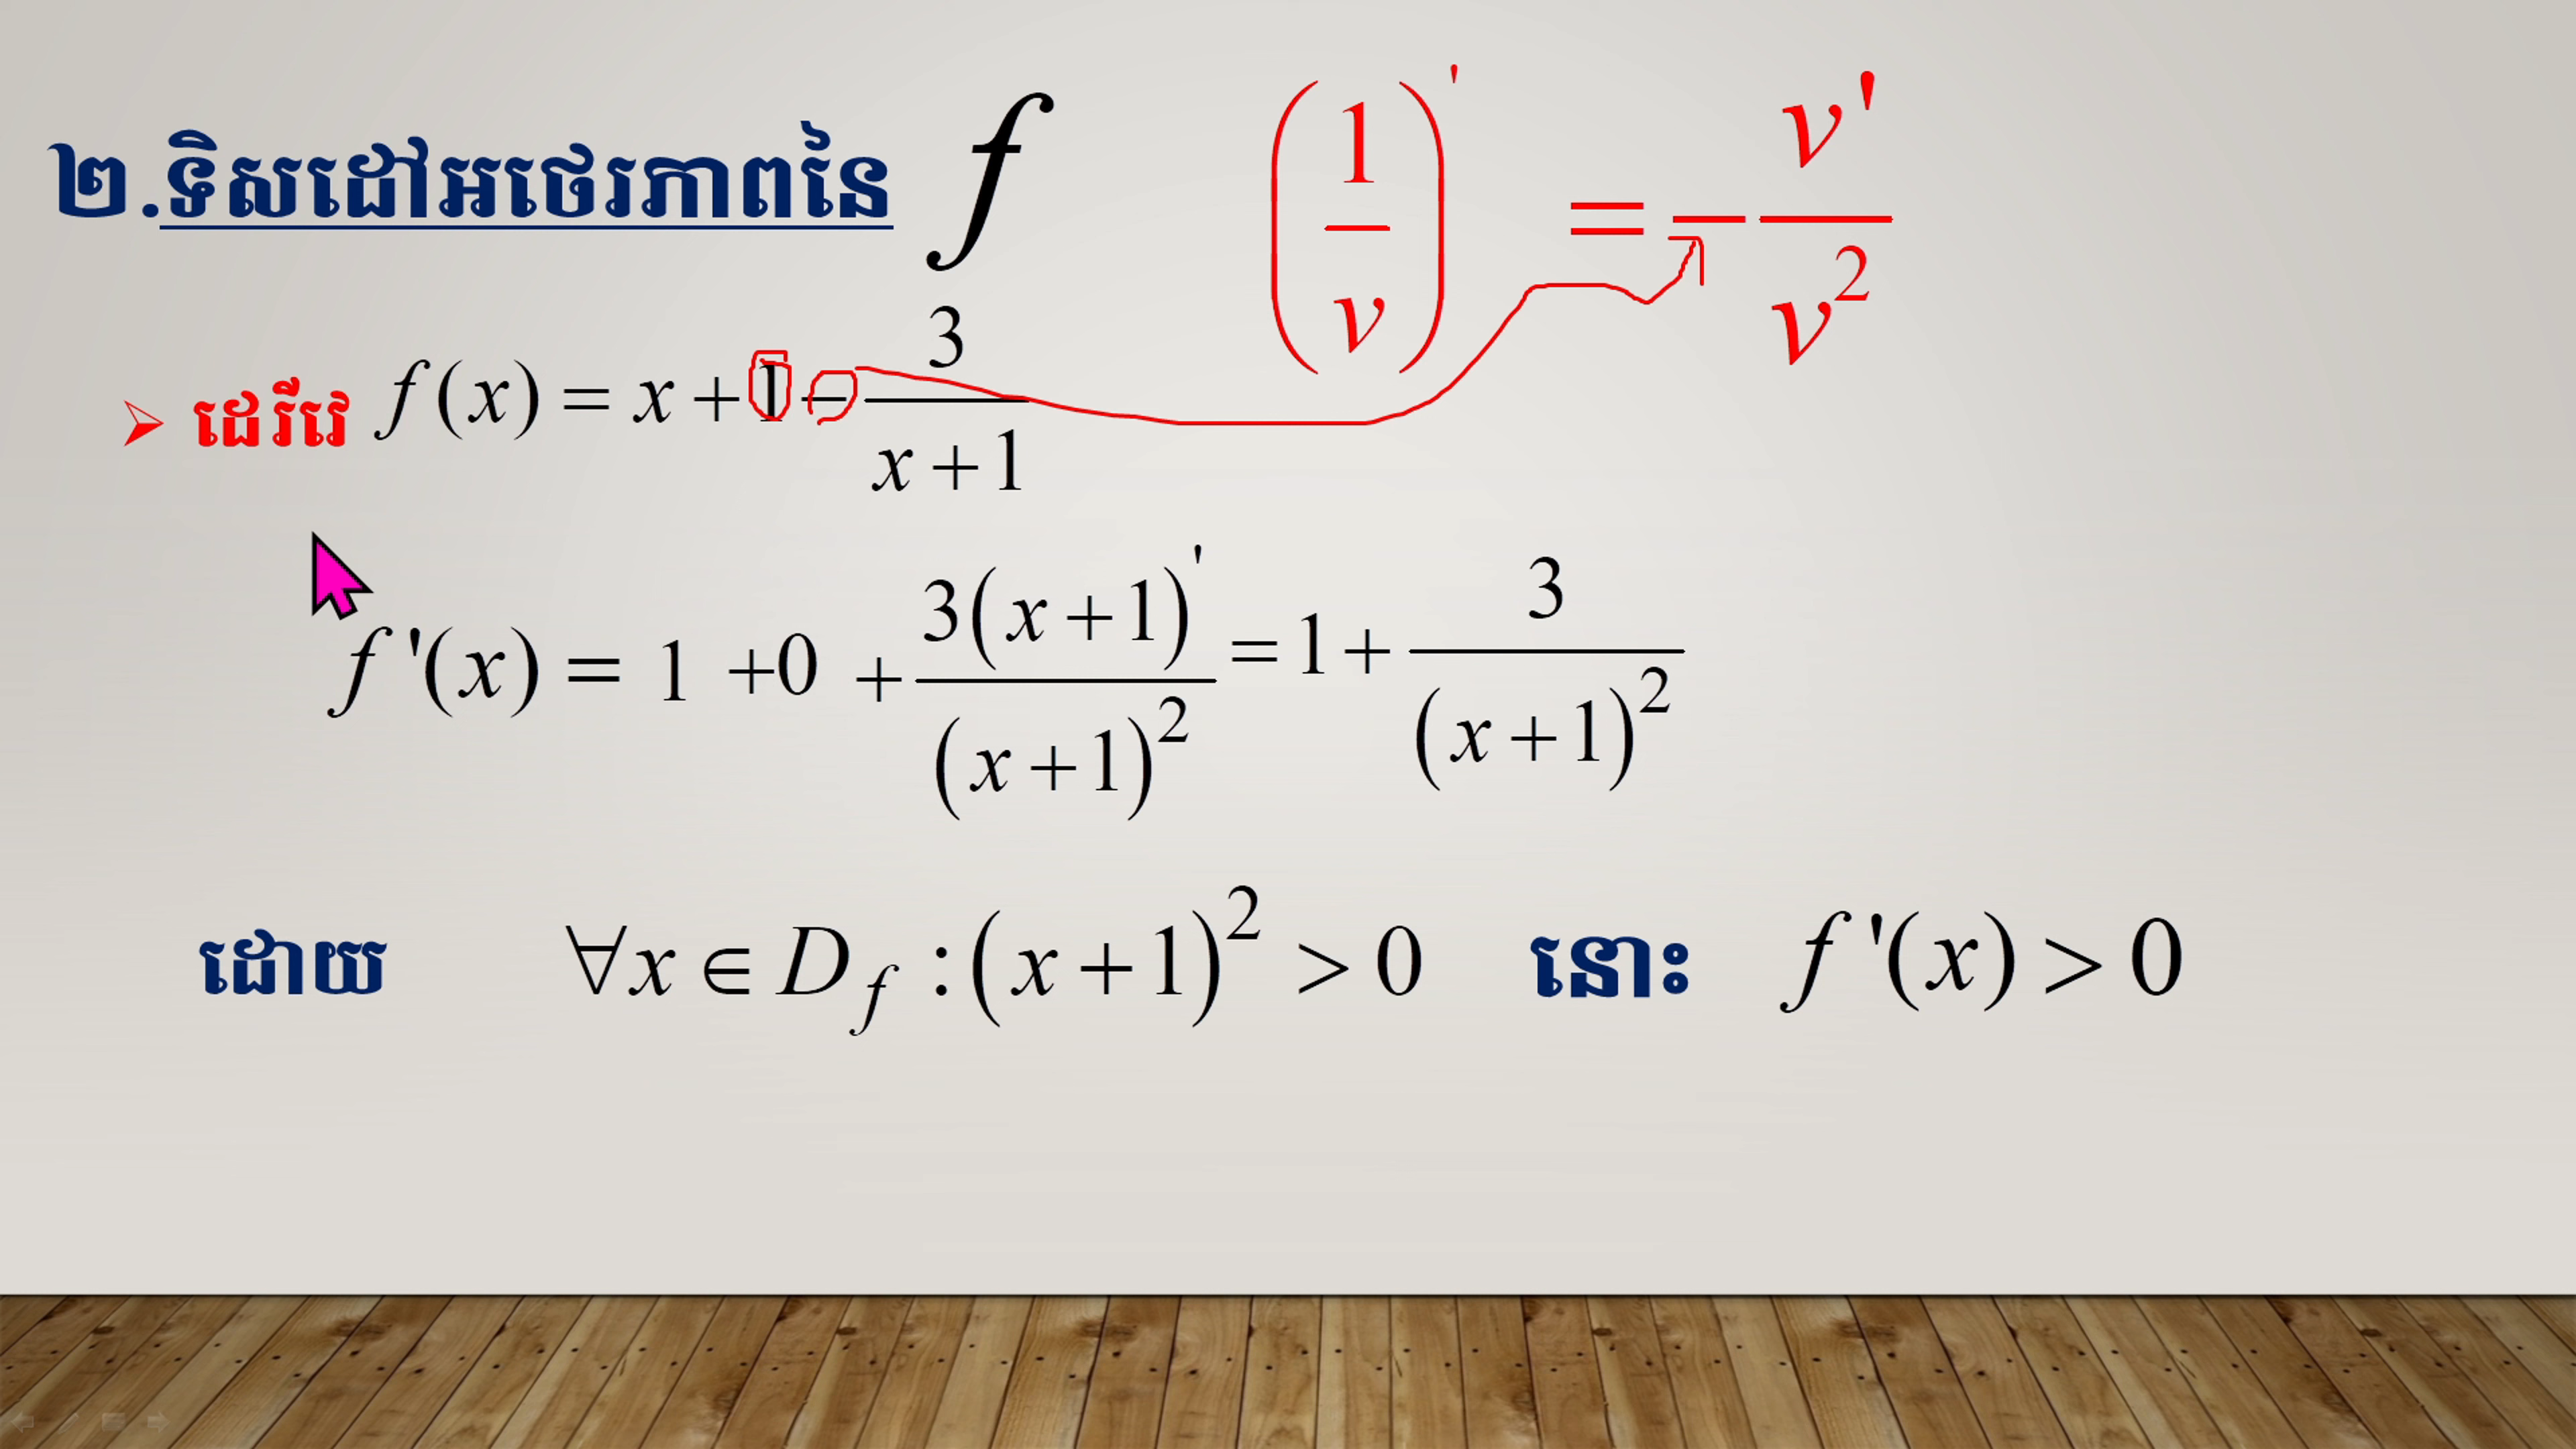 ២.ទិសដៅអថេរភាពនៃ f (1/v)' = − v'/v²
➢ ដេរីវេ f(x) = x + 1 − 3/(x + 1)
f'(x) = 1 +0 + 3(x + 1)'/(x + 1)² = 1 + 3/(x + 1)²
ដោយ ∀x ∈ D_f : (x + 1)² > 0 នោះ f'(x) > 0